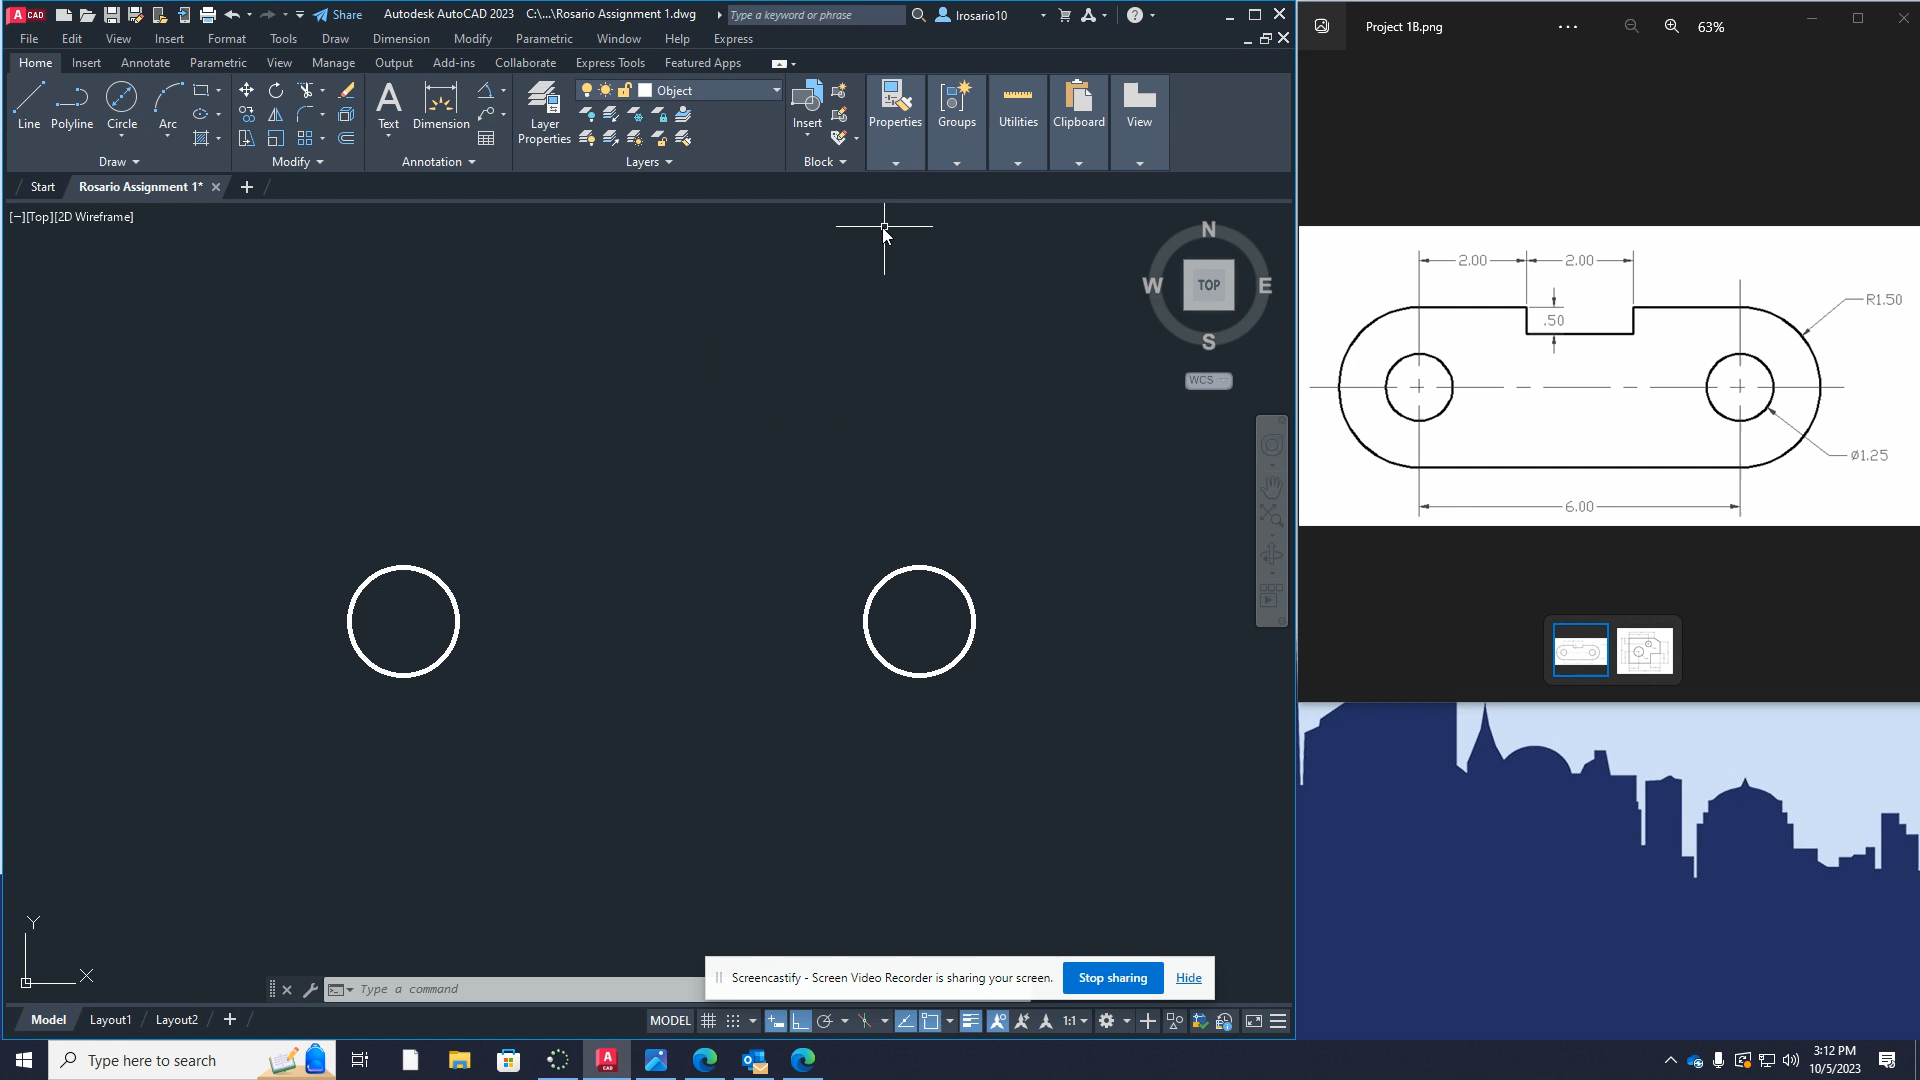 A CAD
Share
Autodesk AutoCAD 2023 C:\...\Rosario Assignment 1.dwg
Type a keyword or phrase
lrosario10
File Edit View Insert Format Tools Draw Dimension Modify Parametric Window Help Express
Home Insert Annotate Parametric View Manage Output Add-ins Collaborate Express Tools Featured Apps
Line
Polyline
Circle
Arc
Draw
Modify
Text
Dimension
Annotation
Layer
Properties
Object
Layers
Insert
Block
Properties
Groups
Utilities
Clipboard
View
Start
Rosario Assignment 1*
[−][Top][2D Wireframe]
N
W
TOP
E
S
WCS
Y
X
Type a command
Screencastify - Screen Video Recorder is sharing your screen.
Stop sharing
Hide
Model Layout1 Layout2
MODEL
1:1
Project 1B.png
63%
2.00
2.00
.50
R1.50
ø1.25
6.00
Type here to search
A CAD
3:12 PM
10/5/2023